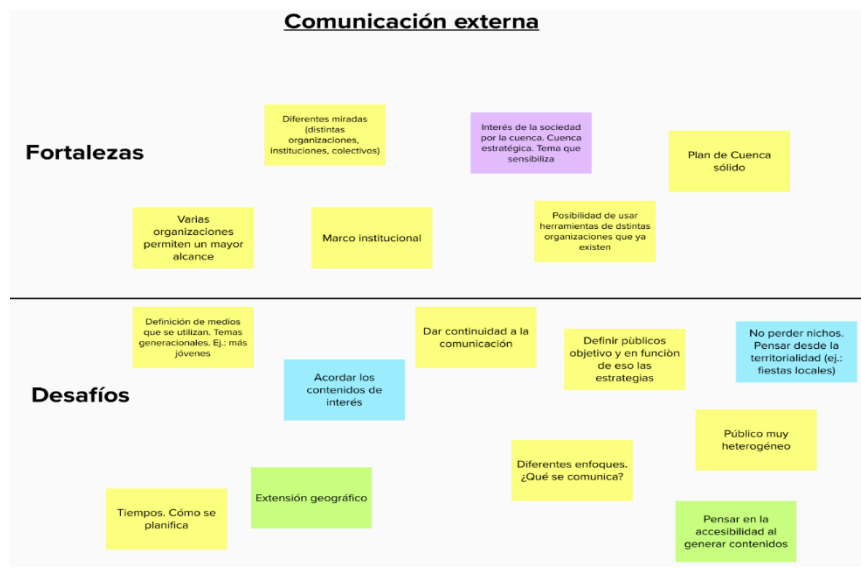 Comunicación externa
Fortalezas
Diferentes miradas
(distintas
organizaciones,
instituciones, colectivos)
Interés de la sociedad
por la cuenca. Cuenca
estratégica. Tema que
sensibiliza
Plan de Cuenca
sólido
Varias
organizaciones
permiten un mayor
alcance
Marco institucional
Posibilidad de usar
herramientas de dstintas
organizaciones que ya
existen
Desafíos
Definición de medios
que se utilizan. Temas
generacionales. Ej.: más
jóvenes
Acordar los
contenidos de
interés
Dar continuidad a la
comunicación
Definir pùblicos
objetivo y en funciòn
de eso las
estrategias
No perder nichos.
Pensar desde la
territorialidad (ej.:
fiestas locales)
Público muy
heterogéneo
Diferentes enfoques.
¿Qué se comunica?
Extensión geográfico
Tiempos. Cómo se
planifica
Pensar en la
accesibilidad al
generar contenidos